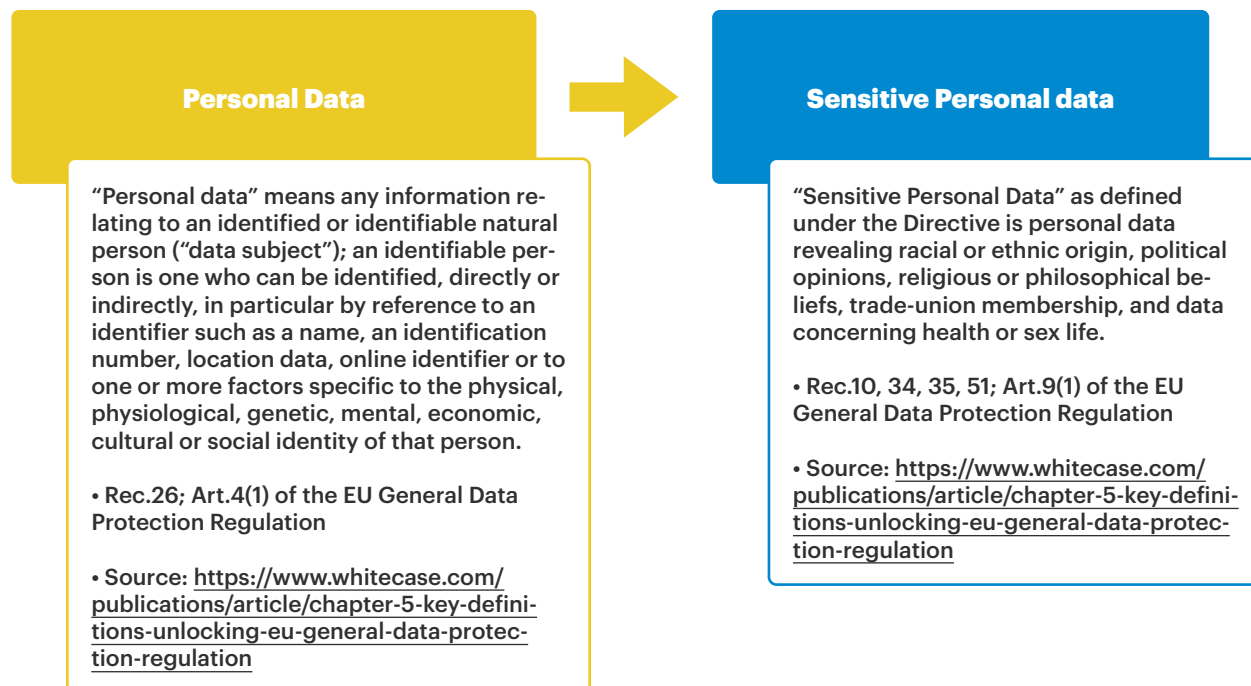 Personal Data
“Personal data” means any information re-
lating to an identified or identifiable natural
person (“data subject”); an identifiable per-
son is one who can be identified, directly or
indirectly, in particular by reference to an
identifier such as a name, an identification
number, location data, online identifier or to
one or more factors specific to the physical,
physiological, genetic, mental, economic,
cultural or social identity of that person.
• Rec.26; Art.4(1) of the EU General Data
Protection Regulation
• Source: https://www.whitecase.com/
publications/article/chapter-5-key-defini-
tions-unlocking-eu-general-data-protec-
tion-regulation
Sensitive Personal data
“Sensitive Personal Data” as defined
under the Directive is personal data
revealing racial or ethnic origin, political
opinions, religious or philosophical be-
liefs, trade-union membership, and data
concerning health or sex life.
• Rec.10, 34, 35, 51; Art.9(1) of the EU
General Data Protection Regulation
• Source: https://www.whitecase.com/
publications/article/chapter-5-key-defini-
tions-unlocking-eu-general-data-protec-
tion-regulation